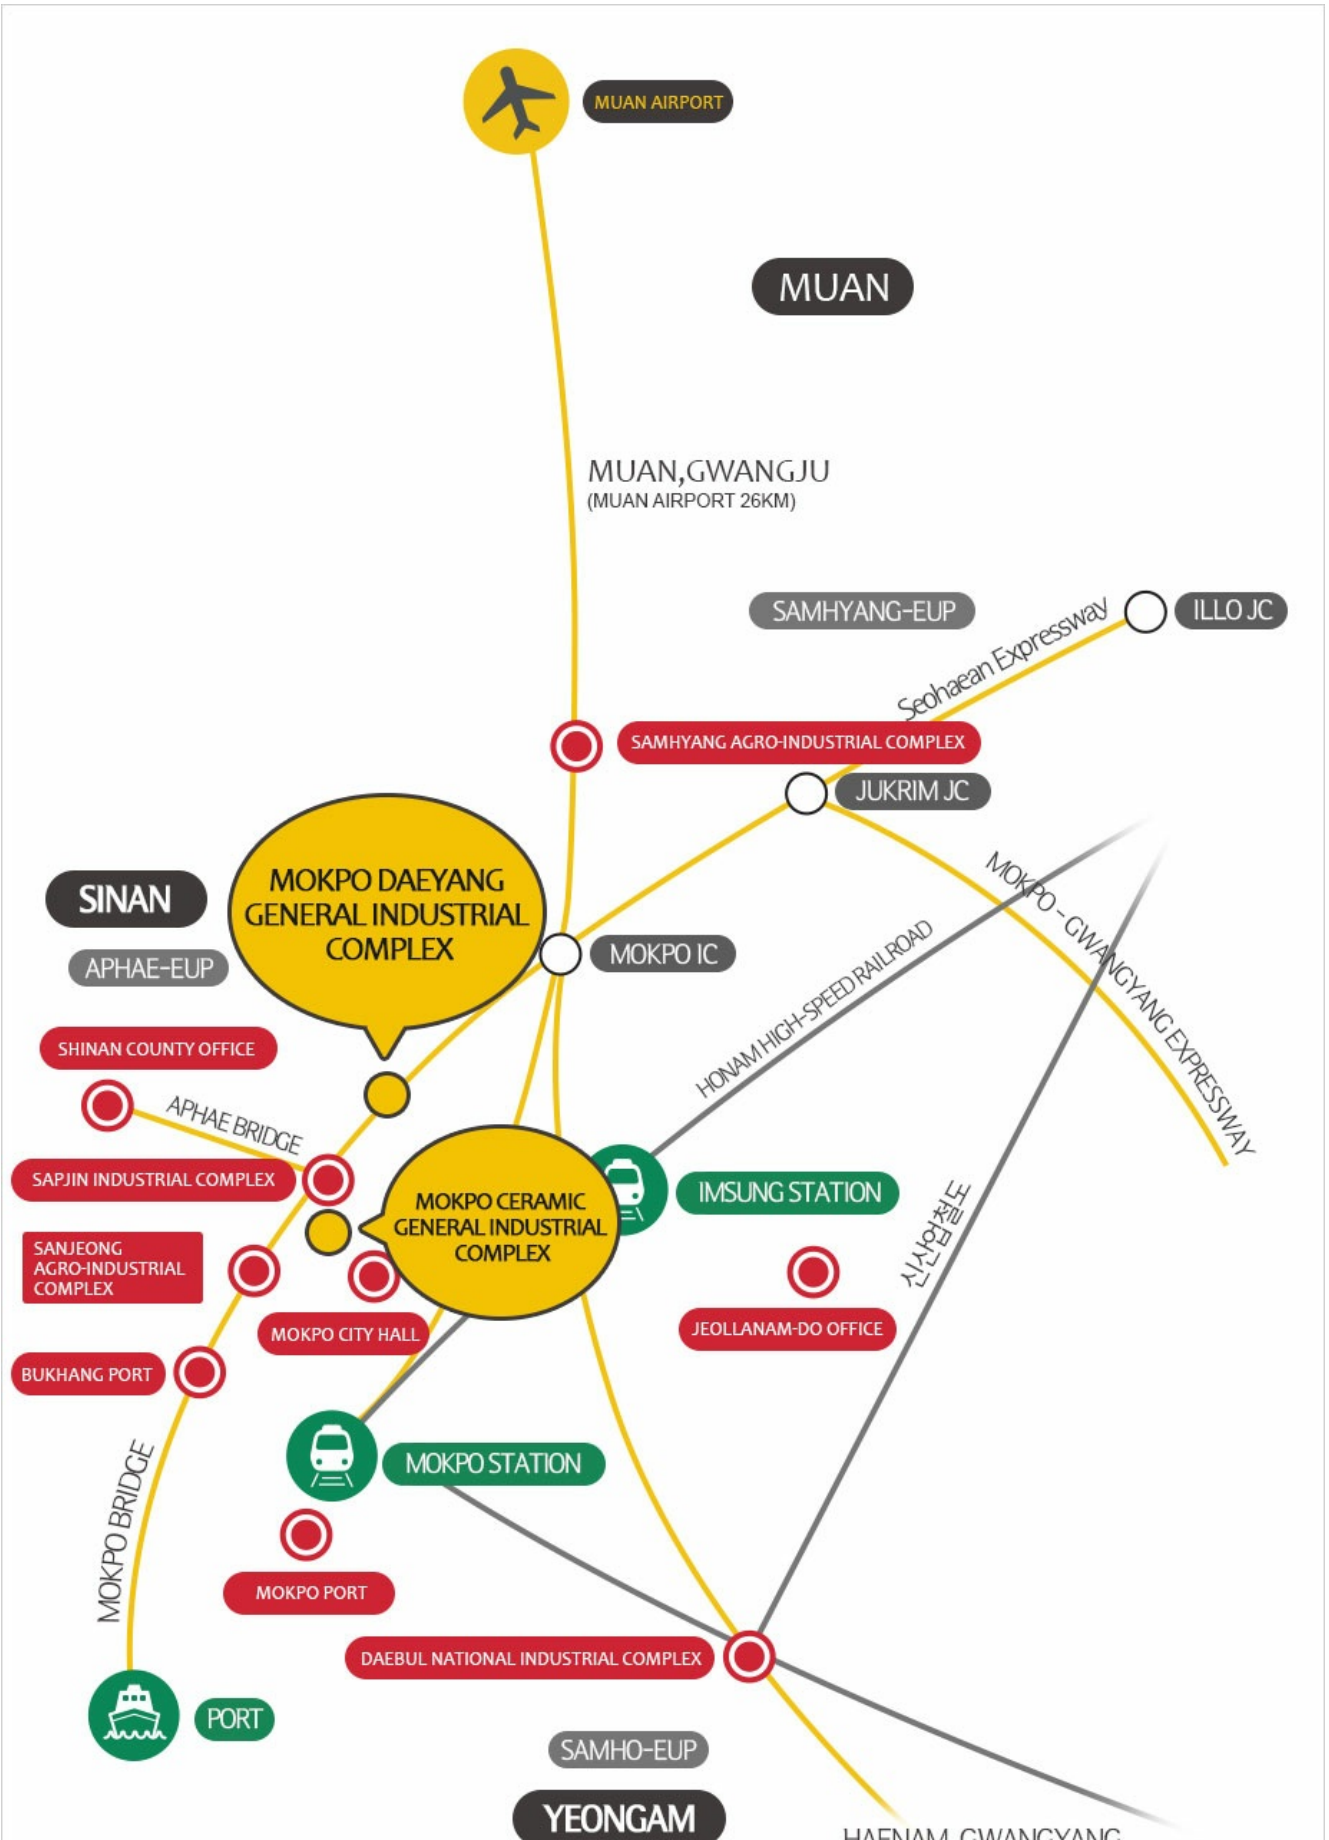 MUAN AIRPORT
MUAN
MUAN,GWANGJU
(MUAN AIRPORT 26KM)
SAMHYANG-EUP
Seohaean Expressway
ILLO JC
SAMHYANG AGRO-INDUSTRIAL COMPLEX
JUKRIM JC
MOKPO DAEYANG
GENERAL INDUSTRIAL
COMPLEX
SINAN
APHAE-EUP
MOKPO IC
MOKPO - GWANGYANG EXPRESSWAY
HONAM HIGH-SPEED RAILROAD
SHINAN COUNTY OFFICE
APHAE BRIDGE
SAPJIN INDUSTRIAL COMPLEX
MOKPO CERAMIC
GENERAL INDUSTRIAL
COMPLEX
IMSUNG STATION
신산업철도
SANJEONG
AGRO-INDUSTRIAL
COMPLEX
MOKPO CITY HALL
JEOLLANAM-DO OFFICE
BUKHANG PORT
MOKPO BRIDGE
MOKPO STATION
MOKPO PORT
DAEBUL NATIONAL INDUSTRIAL COMPLEX
PORT
SAMHO-EUP
YEONGAM
HAENAM, GWANGYANG